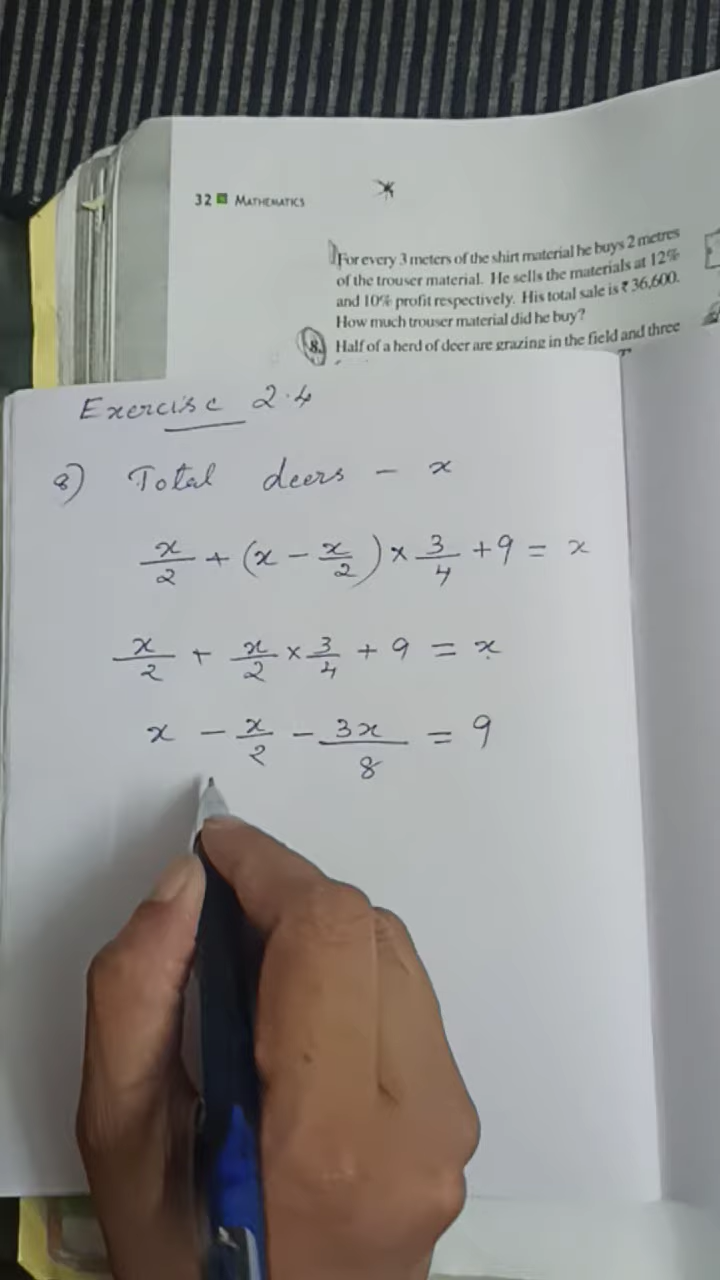 32 MATHEMATICS
For every 3 meters of the shirt material he buys 2 metres
of the trouser material. He sells the materials at 12%
and 10% profit respectively. His total sale is ₹ 36,600.
How much trouser material did he buy?
8. Half of a herd of deer are grazing in the field and three
Exercise 2.4
8) Total deers - x
x/2 + (x - x/2) × 3/4 + 9 = x
x/2 + x/2 × 3/4 + 9 = x
x - x/2 - 3x/8 = 9